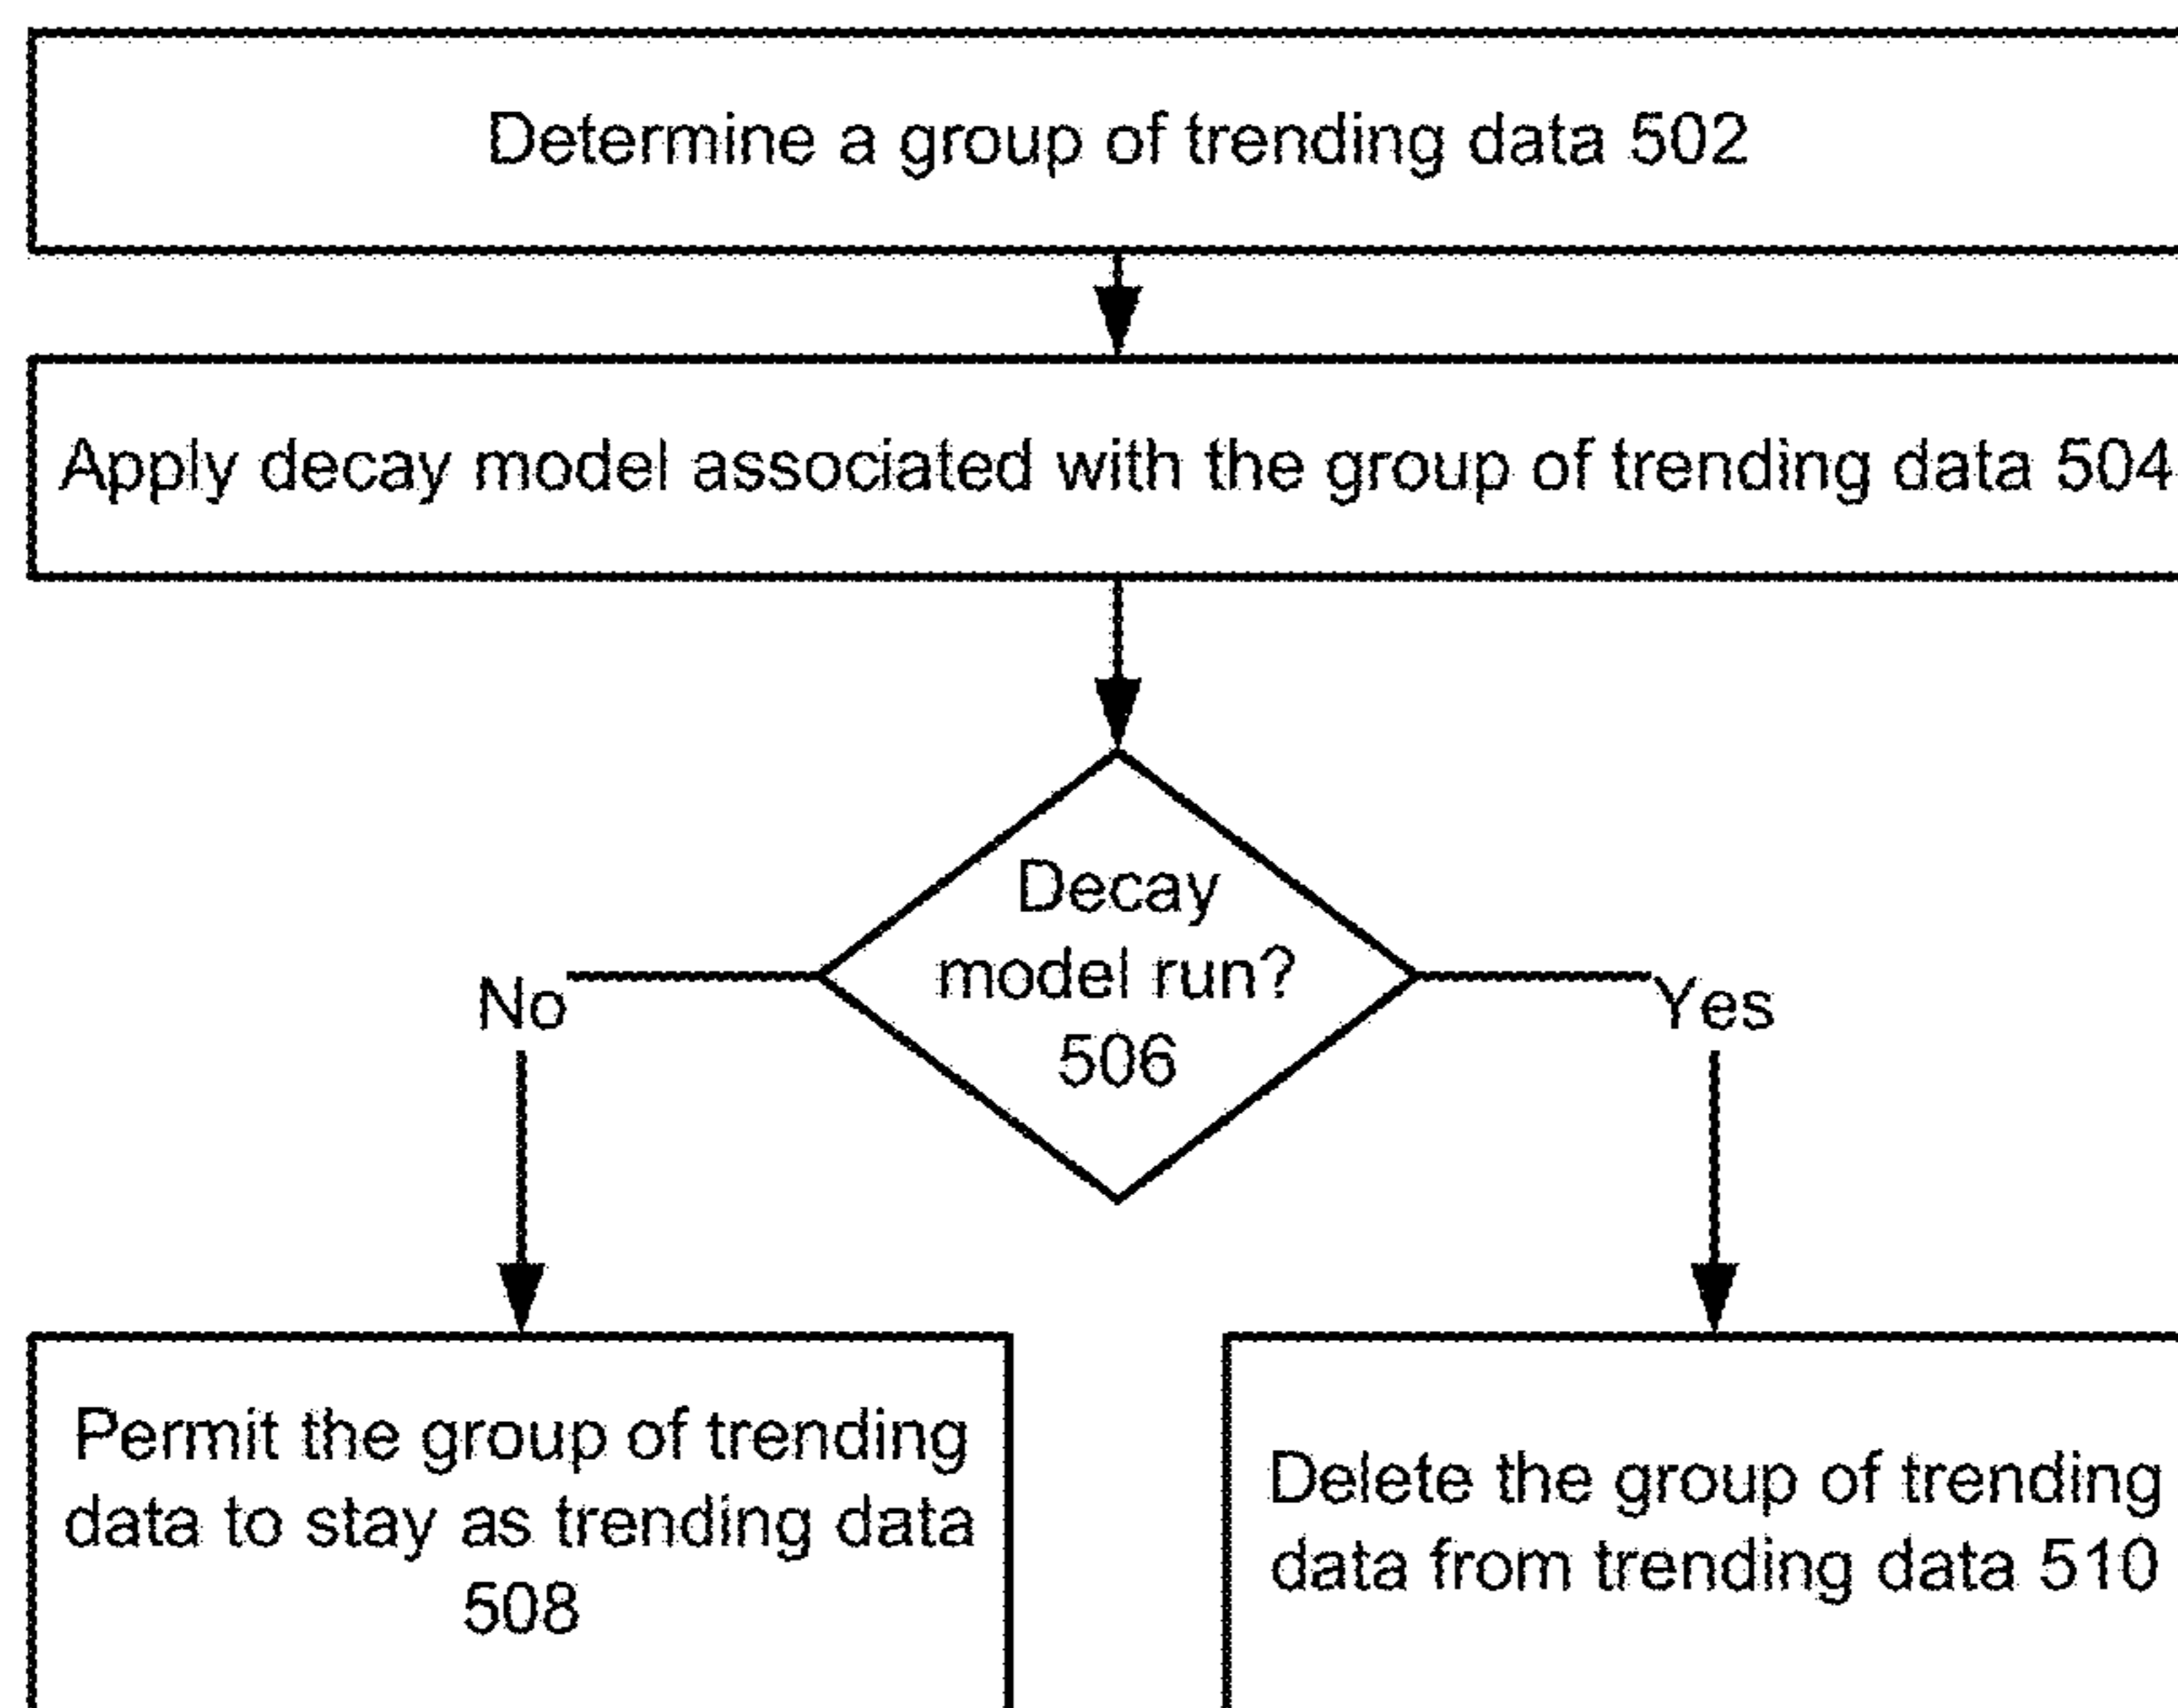 Determine a group of trending data 502
Apply decay model associated with the group of trending data 504
Decay
model run?
506
No
Yes
Permit the group of trending
data to stay as trending data
508
Delete the group of trending
data from trending data 510